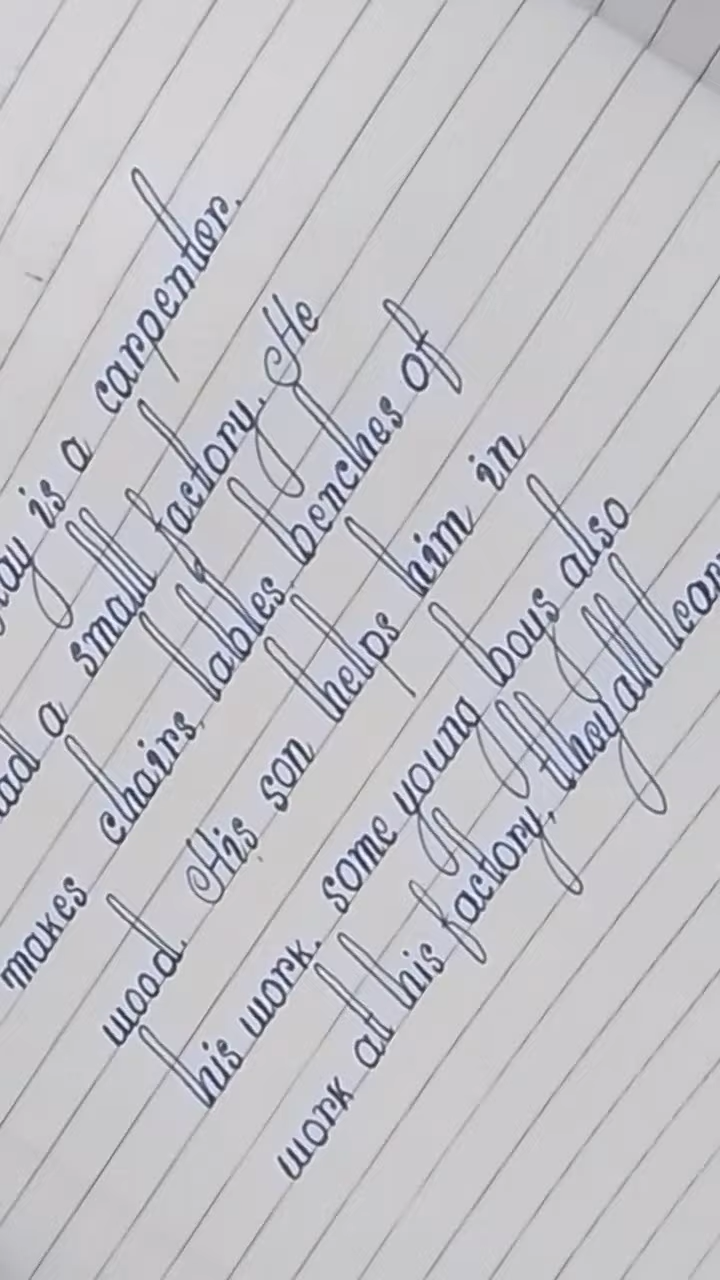 is a carpenter.
a small factory. He
makes chairs, tables, benches of
wood. His son helps him in
his work. some young boys also
work at his factory, they all